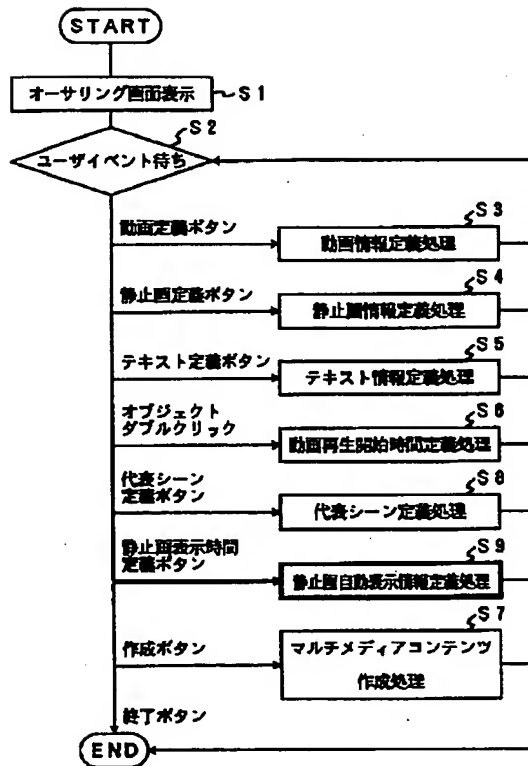 START
オーサリング画面表示
S1
S2
ユーザイベント待ち
S3
動画定義ボタン
動画情報定義処理
S4
静止画定義ボタン
静止画情報定義処理
S5
テキスト定義ボタン
テキスト情報定義処理
S6
オブジェクト
ダブルクリック
動画再生開始時間定義処理
S8
代表シーン
定義ボタン
代表シーン定義処理
S9
静止画表示時間
定義ボタン
静止画自動表示情報定義処理
S7
作成ボタン
マルチメディアコンテンツ
作成処理
終了ボタン
END